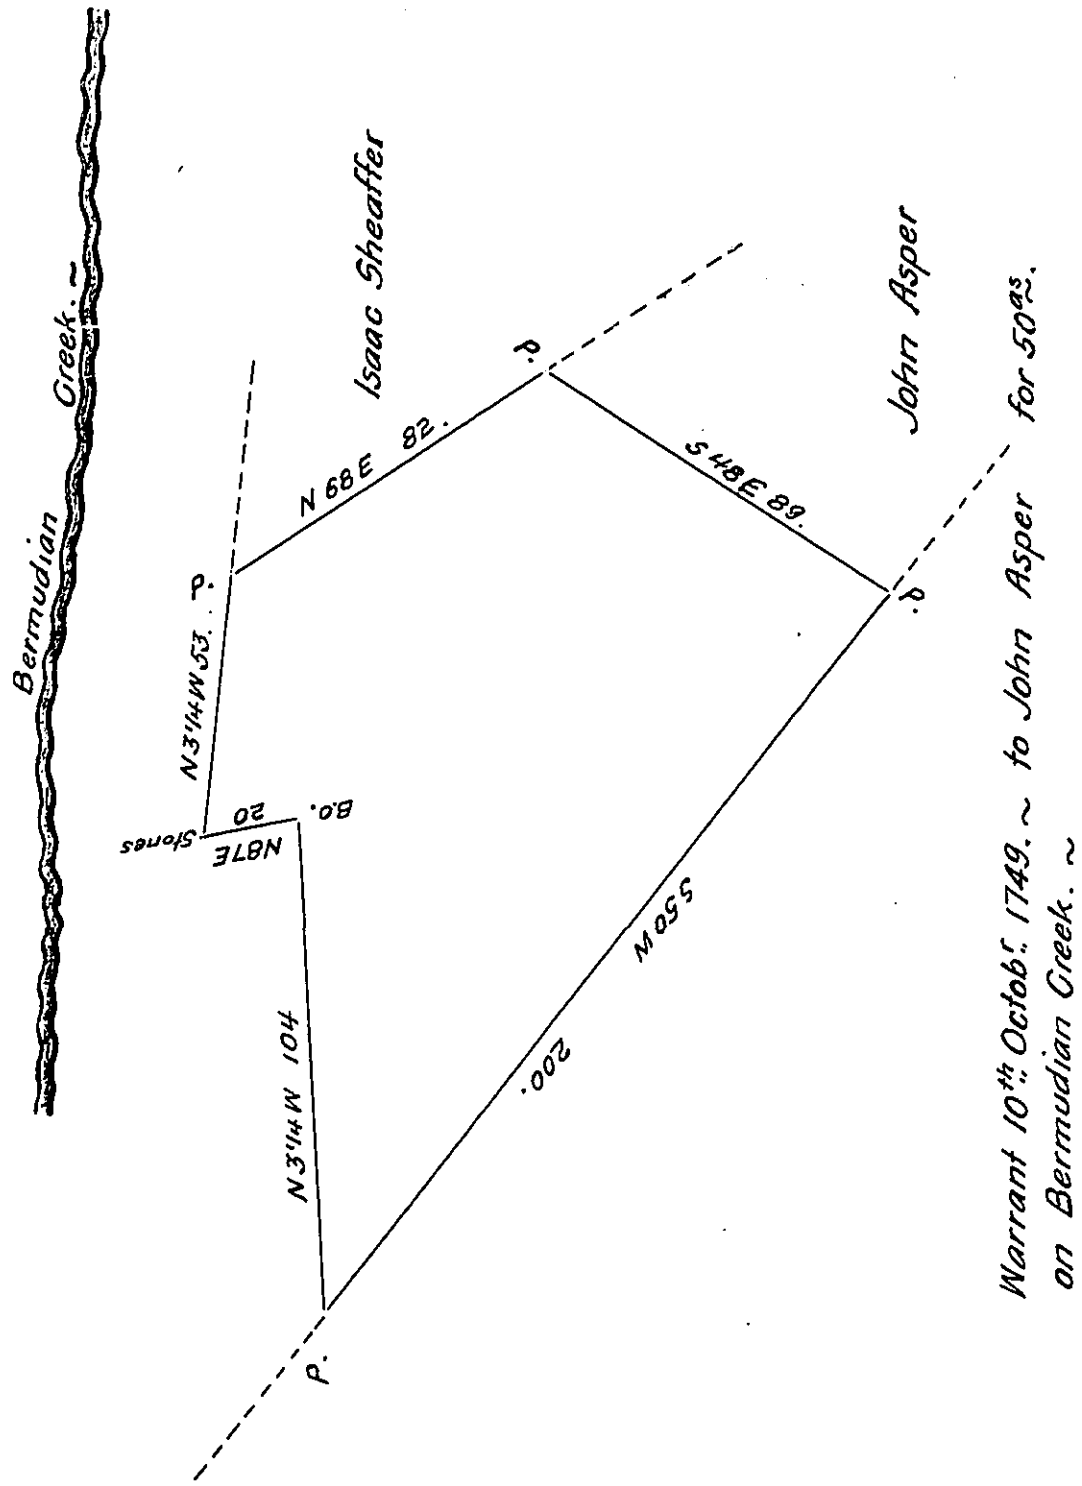 Bermudian Creek. ~
Isaac Sheaffer
John Asper
P.
N 3¼ W 53.
Stones
N 87 E 20
B.O.
N 3¼ W 104
P.
N 68 E 82.
P.
S 48 E 89.
P.
S 50 W 200.
Warrant 10th Octobr. 1749. ~ to John Asper for 50as.
on Bermudian Creek. ~